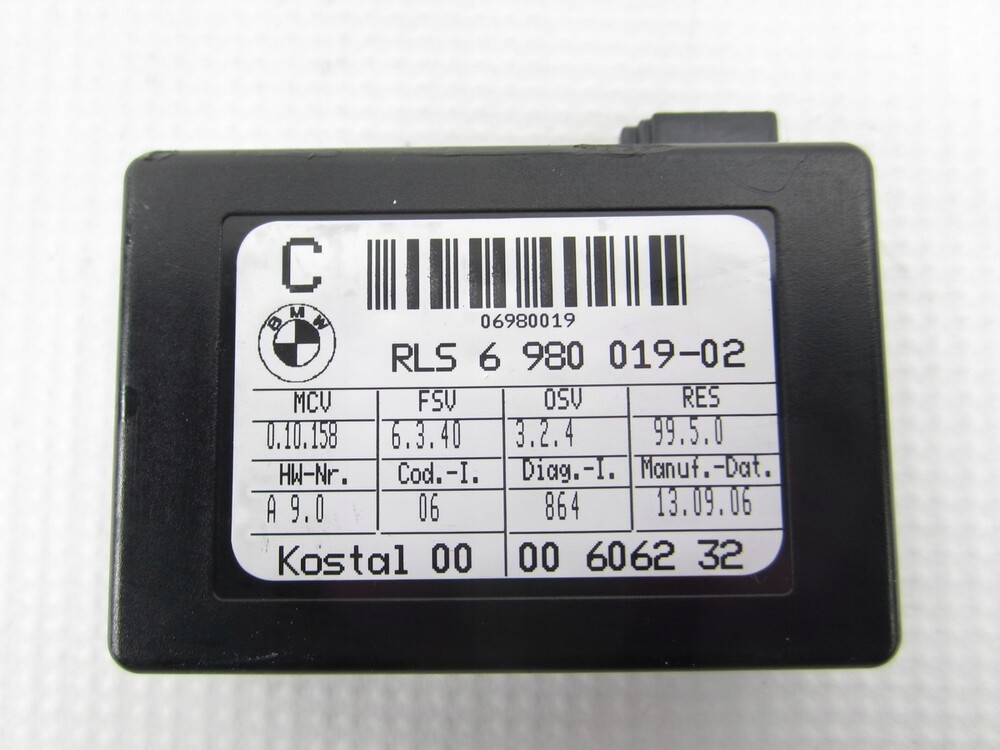 C
BMW
06980019
RLS 6 980 019-02
MCV FSV OSV RES
0.10.158 6.3.40 3.2.4 99.5.0
HW-Nr. Cod.-I. Diag.-I. Manuf.-Dat.
A 9.0 06 864 13.09.06
Kostal 00 00 6062 32